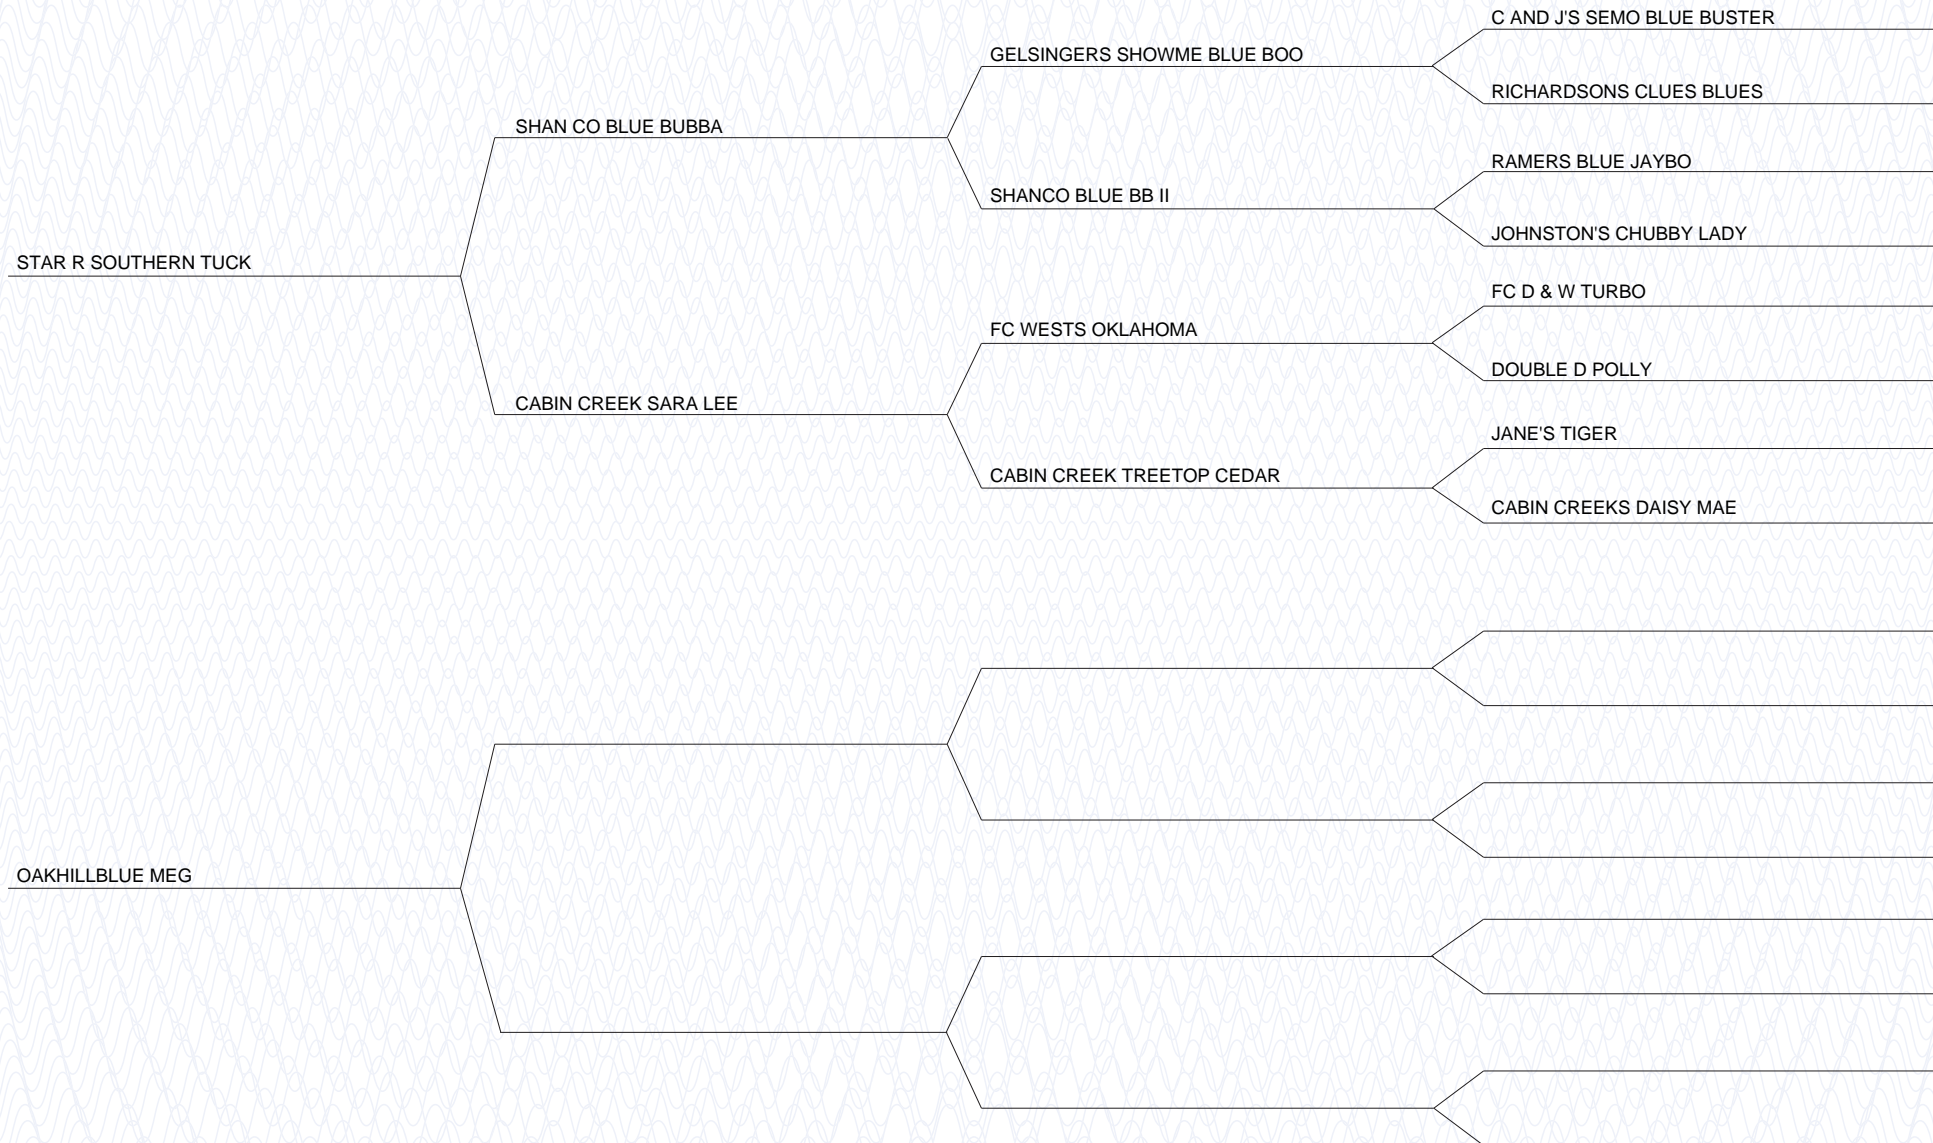 C AND J'S SEMO BLUE BUSTER
GELSINGERS SHOWME BLUE BOO
RICHARDSONS CLUES BLUES
SHAN CO BLUE BUBBA
RAMERS BLUE JAYBO
SHANCO BLUE BB II
JOHNSTON'S CHUBBY LADY
STAR R SOUTHERN TUCK
FC D & W TURBO
FC WESTS OKLAHOMA
DOUBLE D POLLY
CABIN CREEK SARA LEE
JANE'S TIGER
CABIN CREEK TREETOP CEDAR
CABIN CREEKS DAISY MAE
OAKHILLBLUE MEG